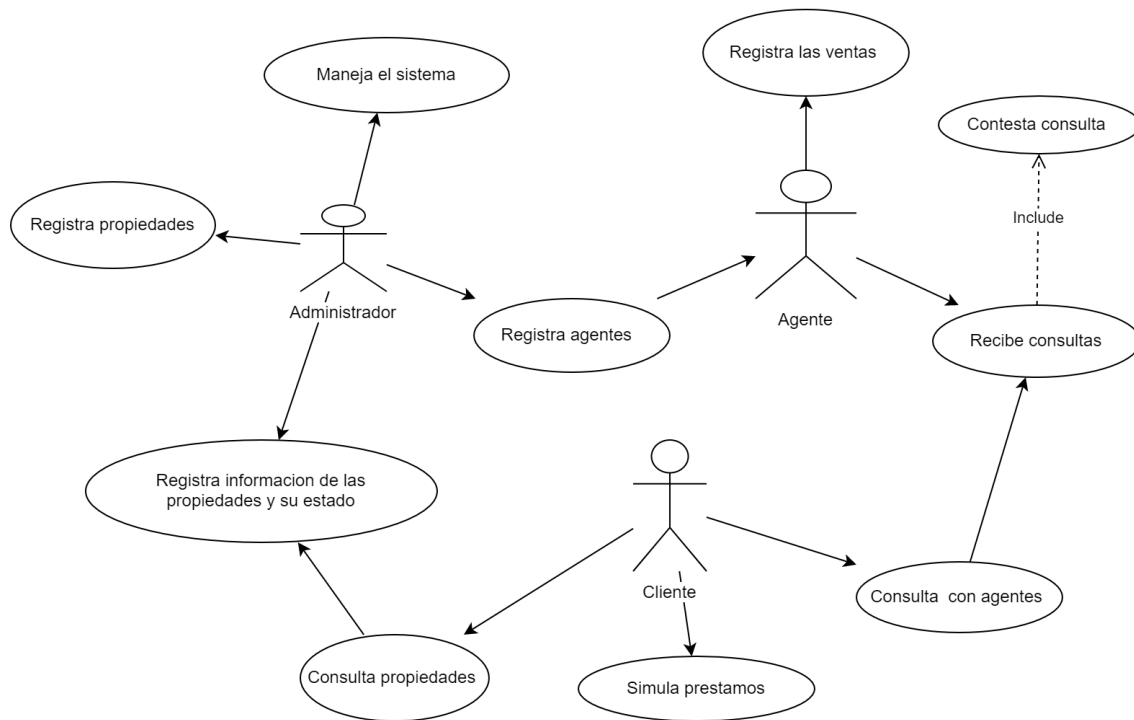 Registra las ventas
Maneja el sistema
Contesta consulta
Registra propiedades
Include
Administrador
Agente
Registra agentes
Recibe consultas
Registra informacion de las
propiedades y su estado
Cliente
Consulta con agentes
Consulta propiedades
Simula prestamos